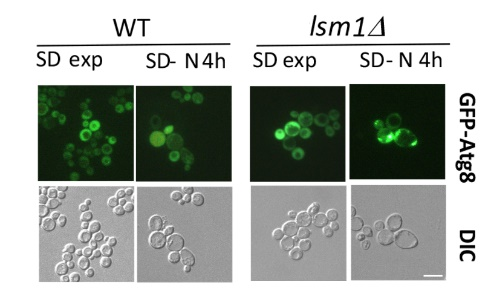 WT
lsm1Δ
SD exp
SD- N 4h
SD exp
SD- N 4h
GFP-Atg8
DIC